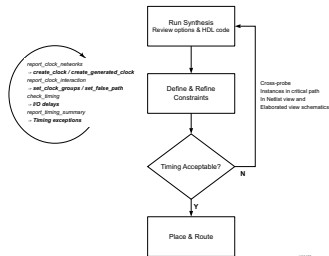 Run Synthesis
Review options & HDL code
report_clock_networks
→ create_clock / create_generated_clock
report_clock_interaction
→ set_clock_groups / set_false_path
check_timing
→ I/O delays
report_timing_summary
→ Timing exceptions
Define & Refine
Constraints
Cross-probe
Instances in critical path
In Netlist view and
Elaborated view schematics
Timing Acceptable?
N
Y
Place & Route